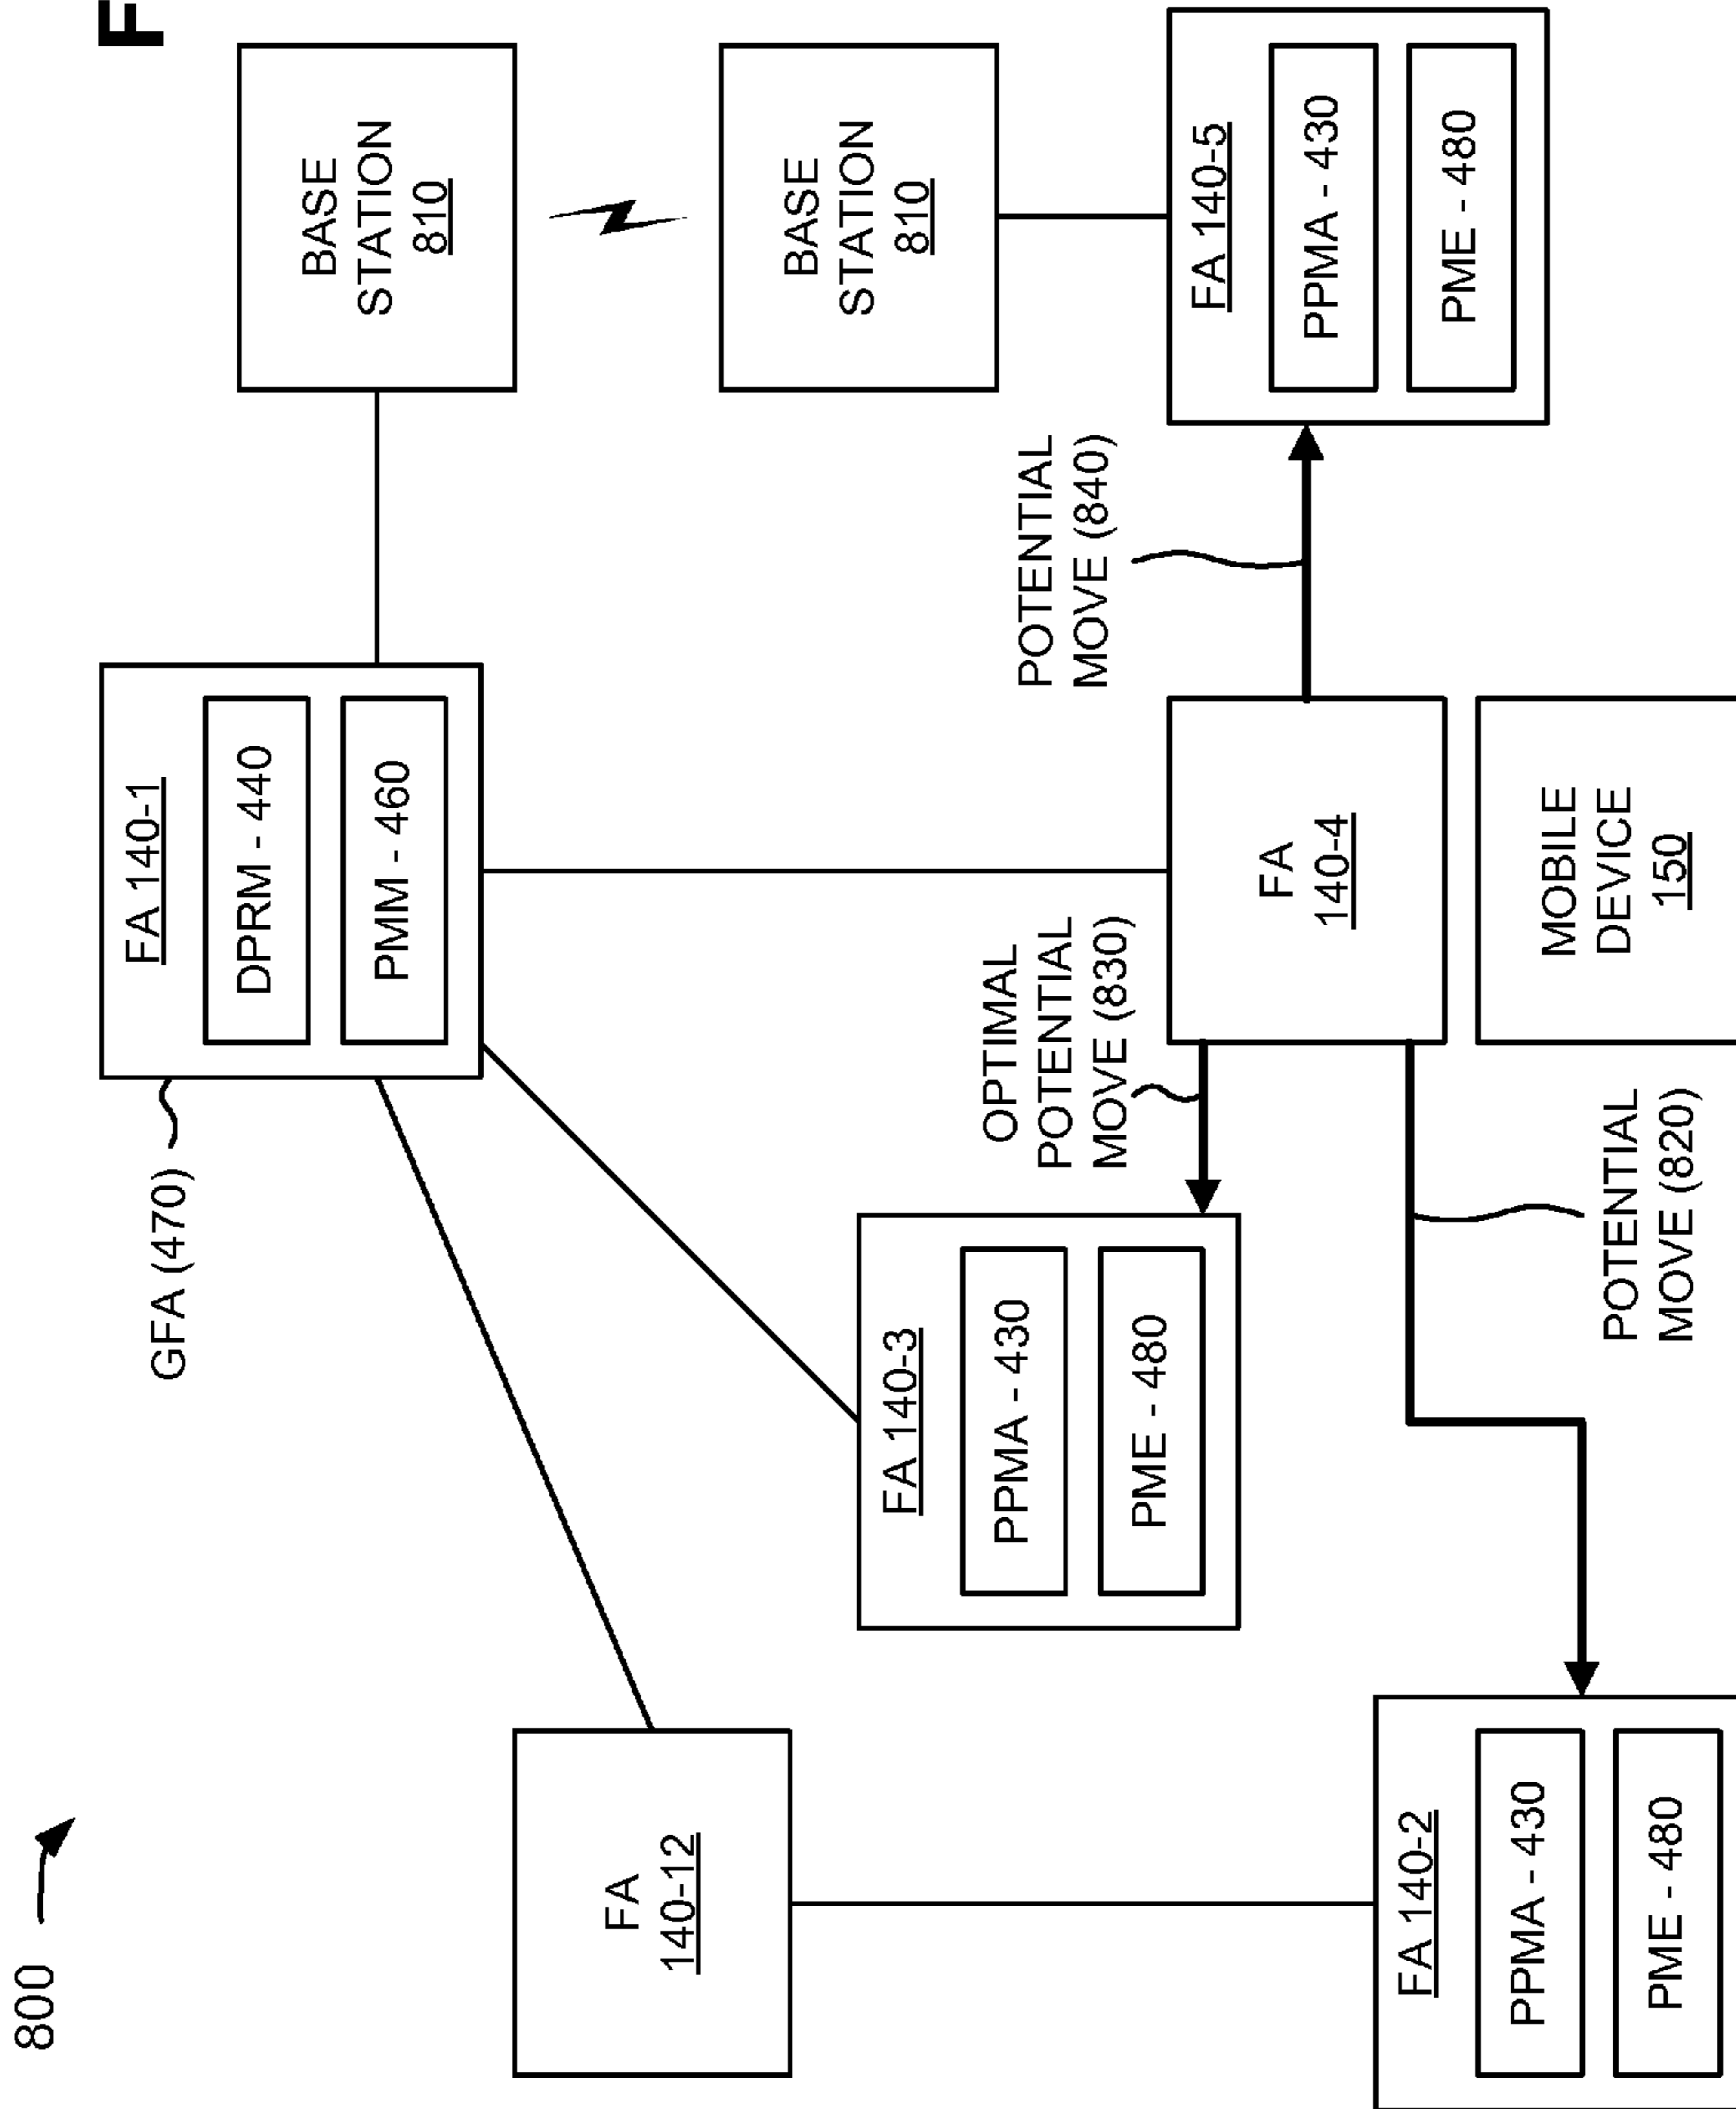 800
F
GFA (470)
FA 140-1
DPRM - 440
PMM - 460
BASE
STATION
810
FA
140-12
BASE
STATION
810
FA 140-3
PPMA - 430
PME - 480
OPTIMAL
POTENTIAL
MOVE (830)
POTENTIAL
MOVE (840)
FA
140-4
FA 140-5
PPMA - 430
PME - 480
FA 140-2
PPMA - 430
PME - 480
POTENTIAL
MOVE (820)
MOBILE
DEVICE
150